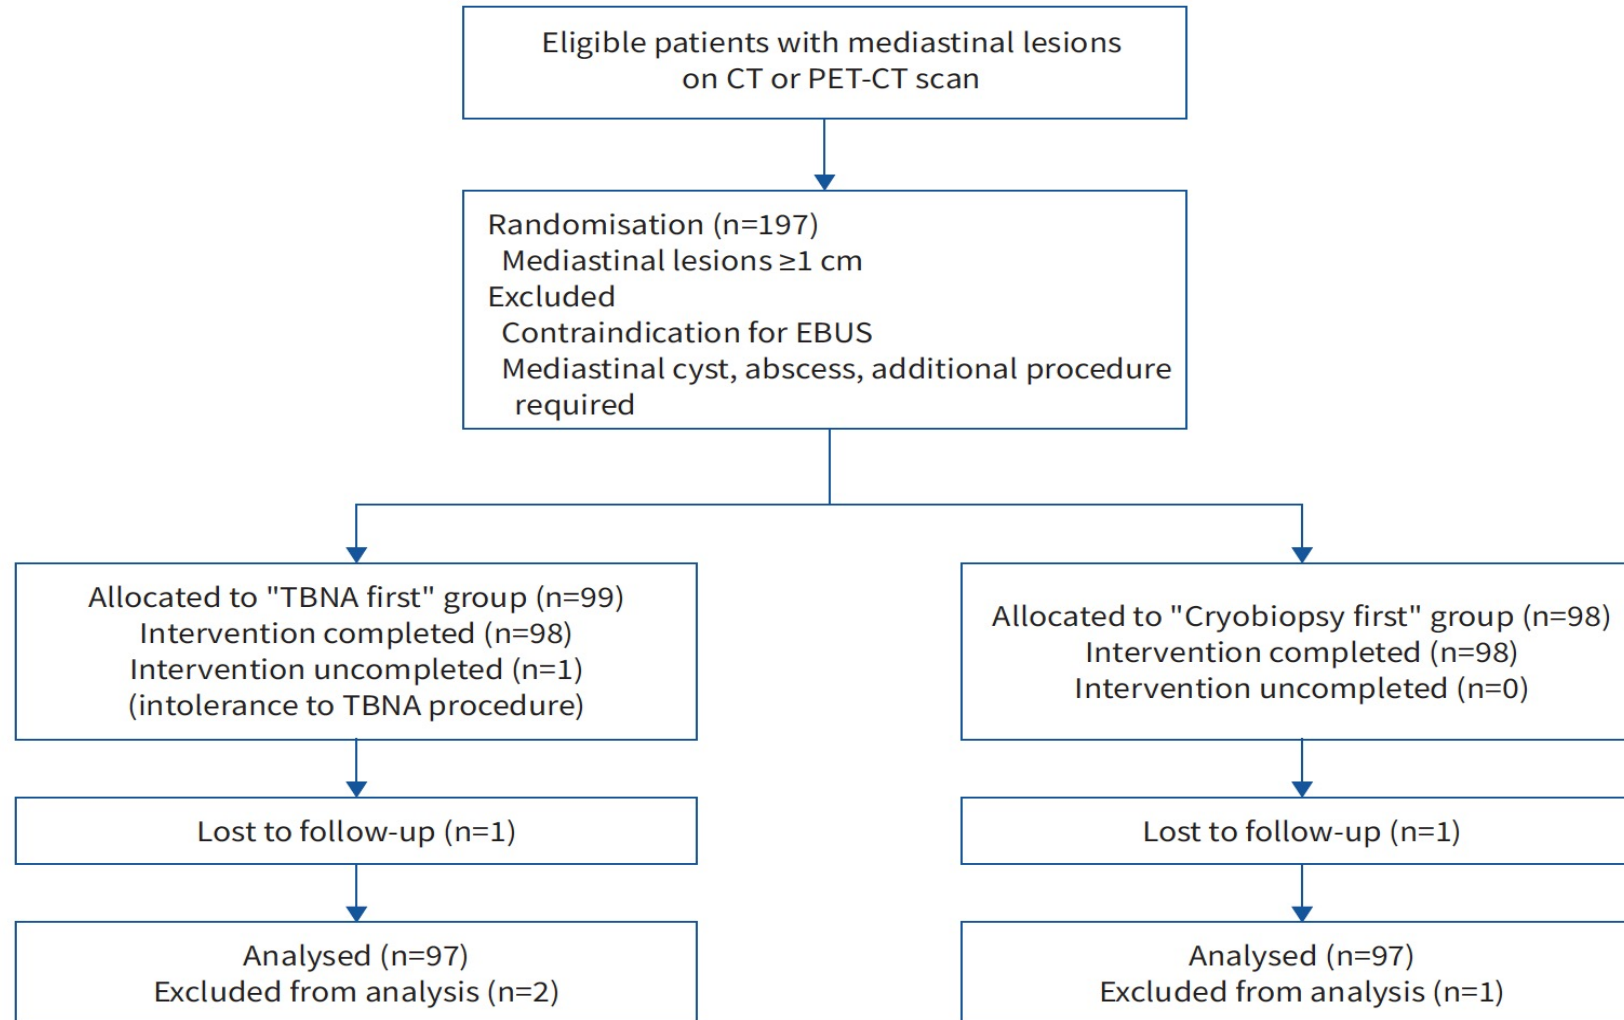 Eligible patients with mediastinal lesions
on CT or PET-CT scan
Randomisation (n=197)
Mediastinal lesions ≥1 cm
Excluded
Contraindication for EBUS
Mediastinal cyst, abscess, additional procedure
required
Allocated to "TBNA first" group (n=99)
Intervention completed (n=98)
Intervention uncompleted (n=1)
(intolerance to TBNA procedure)
Allocated to "Cryobiopsy first" group (n=98)
Intervention completed (n=98)
Intervention uncompleted (n=0)
Lost to follow-up (n=1)
Lost to follow-up (n=1)
Analysed (n=97)
Excluded from analysis (n=2)
Analysed (n=97)
Excluded from analysis (n=1)